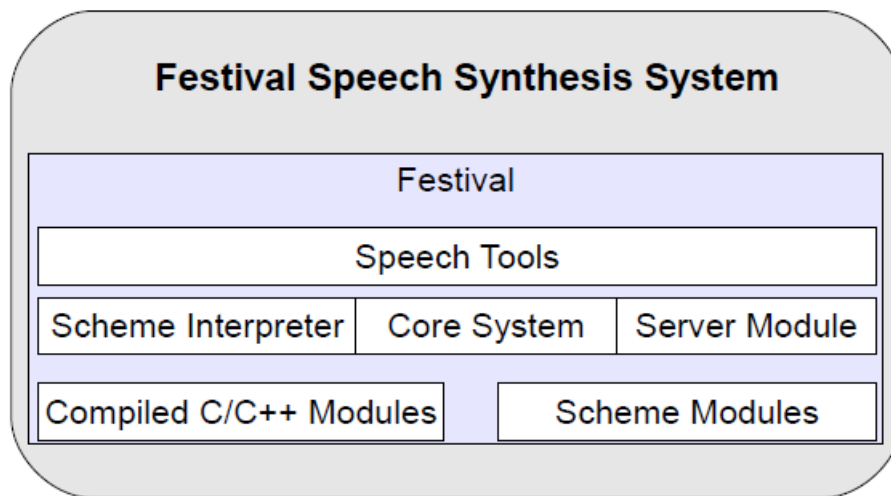 Festival Speech Synthesis System
Festival
Speech Tools
Scheme Interpreter Core System Server Module
Compiled C/C++ Modules Scheme Modules